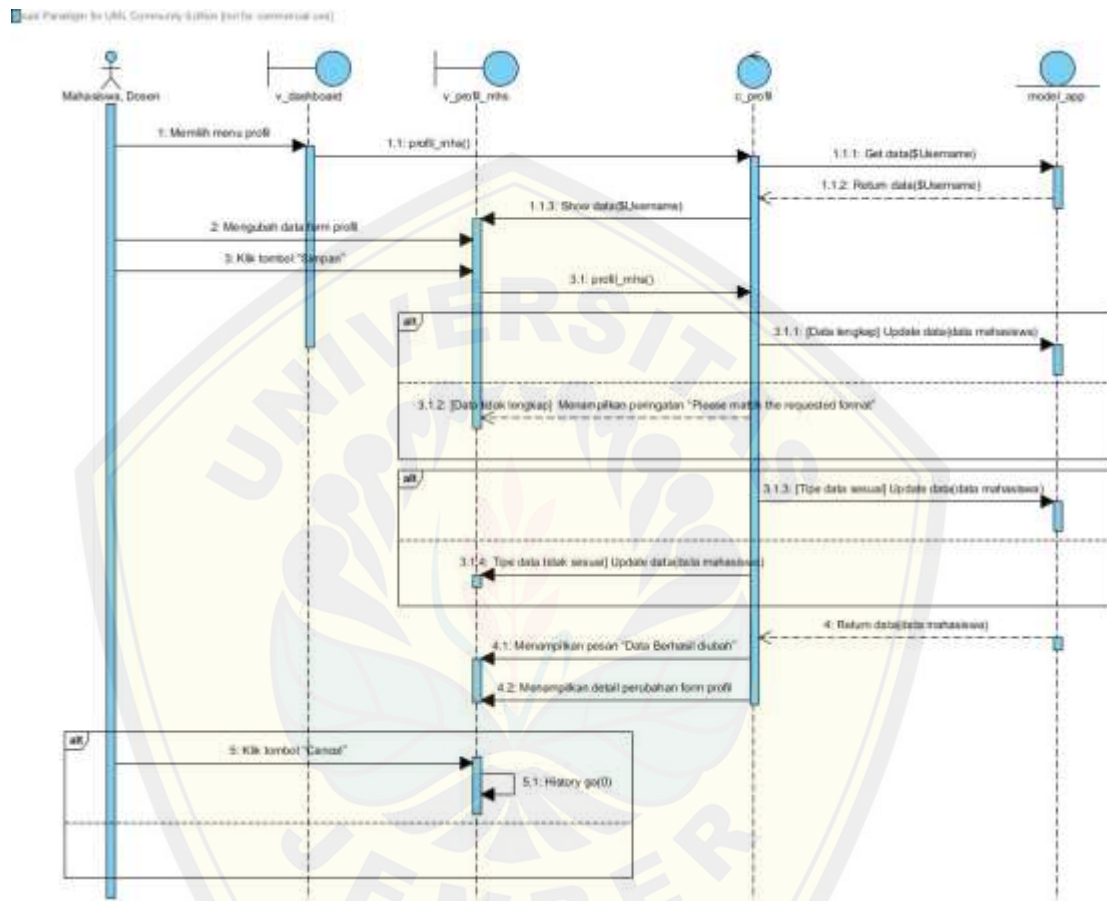 Visual Paradigm for UML Community Edition [not for commercial use]
Mahasiswa, Dosen
v_dashboard
v_profil_mhs
c_profil
model_app
1: Memilih menu profil
1.1: profil_mhs()
1.1.1: Get data($Username)
1.1.2: Return data($Username)
1.1.3: Show data($Username)
2: Mengubah data form profil
3: Klik tombol "Simpan"
3.1: profil_mhs()
alt
3.1.1: [Data lengkap] Update data(data mahasiswa)
3.1.2: [Data tidak lengkap] Menampilkan peringatan "Please match the requested format"
alt
3.1.3: [Tipe data sesuai] Update data(data mahasiswa)
3.1.4: Tipe data tidak sesuai] Update data(data mahasiswa)
4: Return data(data mahasiswa)
4.1: Menampilkan pesan "Data Berhasil diubah"
4.2: Menampilkan detail perubahan form profil
alt
5: Klik tombol "Cancel"
5.1: History go(0)
UNIVERSITAS
JEMBER